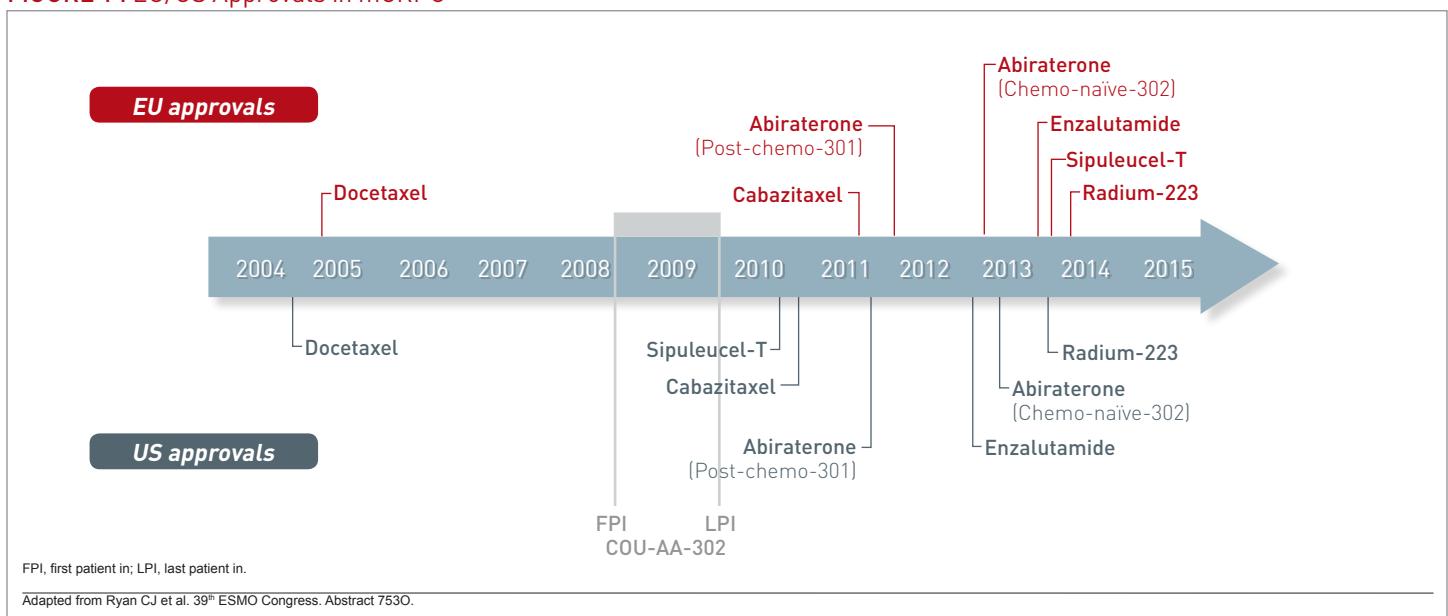 EU approvals
Abiraterone
(Chemo-naïve-302)
Abiraterone
(Post-chemo-301)
Enzalutamide
Sipuleucel-T
Docetaxel
Cabazitaxel
Radium-223
2004 2005 2006 2007 2008 2009 2010 2011 2012 2013 2014 2015
Docetaxel
Sipuleucel-T
Radium-223
Cabazitaxel
Abiraterone
(Chemo-naïve-302)
US approvals
Abiraterone
(Post-chemo-301)
Enzalutamide
FPI LPI
COU-AA-302
FPI, first patient in; LPI, last patient in.
Adapted from Ryan CJ et al. 39th ESMO Congress. Abstract 753O.